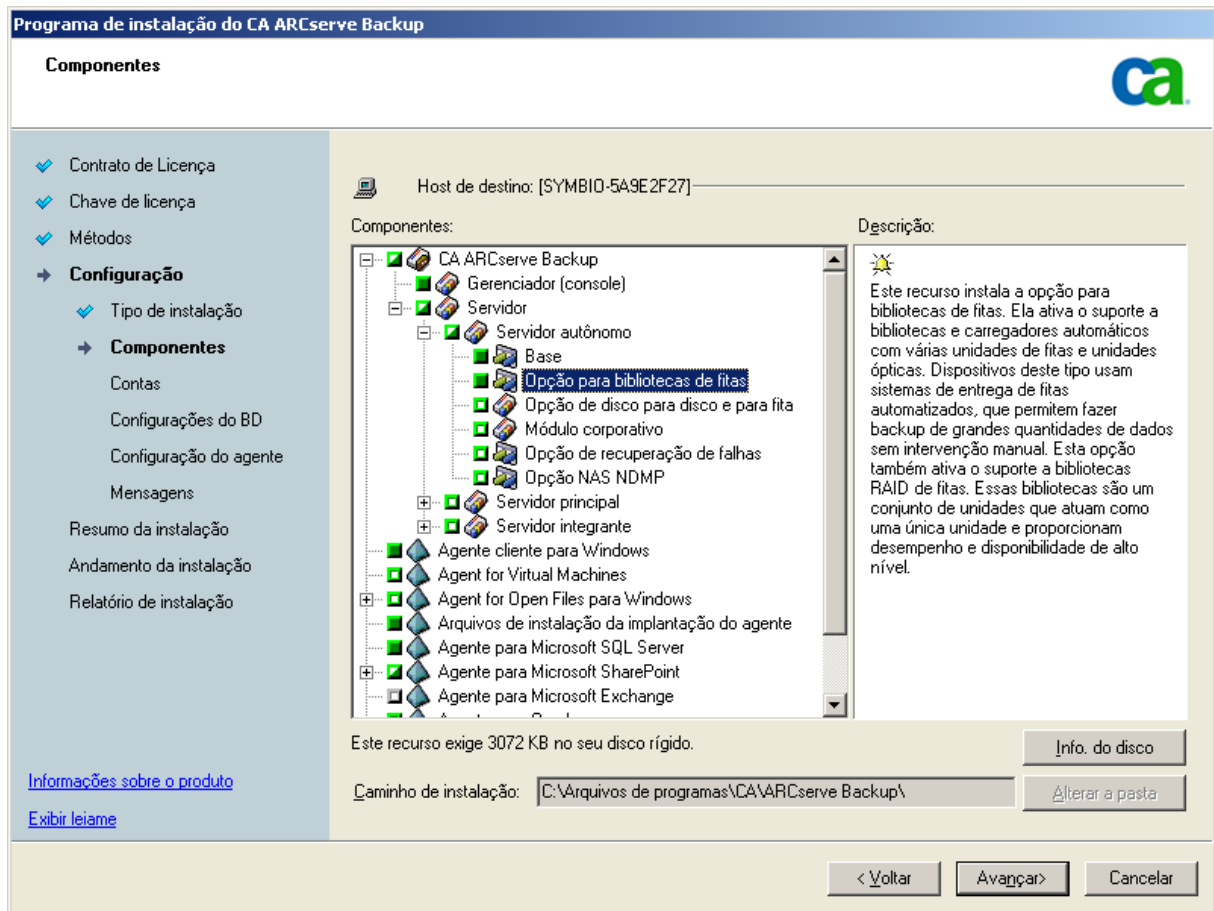 Programa de instalação do CA ARCserve Backup
Componentes
ca
Contrato de Licença
Chave de licença
Métodos
Configuração
Tipo de instalação
Componentes
Contas
Configurações do BD
Configuração do agente
Mensagens
Resumo da instalação
Andamento da instalação
Relatório de instalação
Informações sobre o produto
Exibir leiame
Host de destino: [SYMBIO-5A9E2F27]
Componentes:
CA ARCserve Backup
Gerenciador (console)
Servidor
Servidor autônomo
Base
Opção para bibliotecas de fitas
Opção de disco para disco e para fita
Módulo corporativo
Opção de recuperação de falhas
Opção NAS NDMP
Servidor principal
Servidor integrante
Agente cliente para Windows
Agent for Virtual Machines
Agent for Open Files para Windows
Arquivos de instalação da implantação do agente
Agente para Microsoft SQL Server
Agente para Microsoft SharePoint
Agente para Microsoft Exchange
Descrição:
Este recurso instala a opção para
bibliotecas de fitas. Ela ativa o suporte a
bibliotecas e carregadores automáticos
com várias unidades de fitas e unidades
ópticas. Dispositivos deste tipo usam
sistemas de entrega de fitas
automatizados, que permitem fazer
backup de grandes quantidades de dados
sem intervenção manual. Esta opção
também ativa o suporte a bibliotecas
RAID de fitas. Essas bibliotecas são um
conjunto de unidades que atuam como
uma única unidade e proporcionam
desempenho e disponibilidade de alto
nível.
Este recurso exige 3072 KB no seu disco rígido.
Info. do disco
Caminho de instalação: C:\Arquivos de programas\CA\ARCserve Backup\
Alterar a pasta
< Voltar
Avançar>
Cancelar